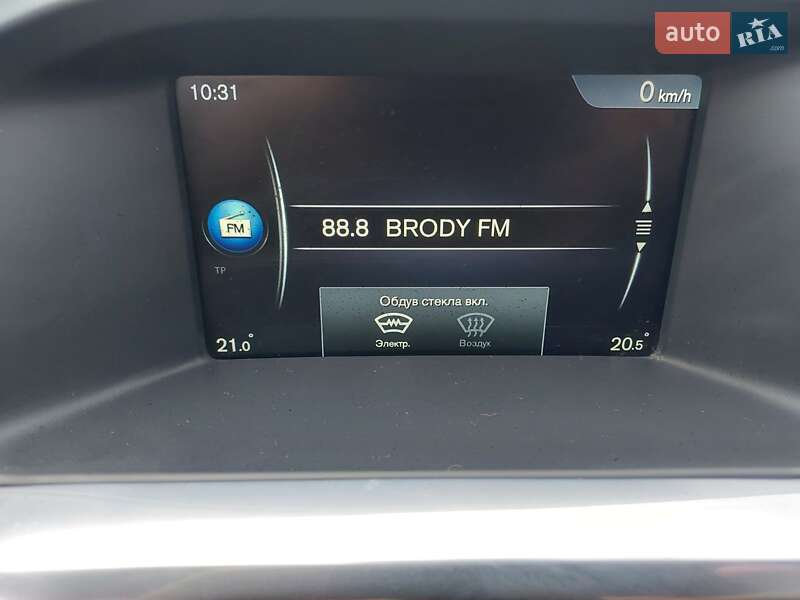 auto RIA.com
10:31
0 km/h
FM
88.8 BRODY FM
TP
Обдув стекла вкл.
Электр.
Воздух
21.0°
20.5°